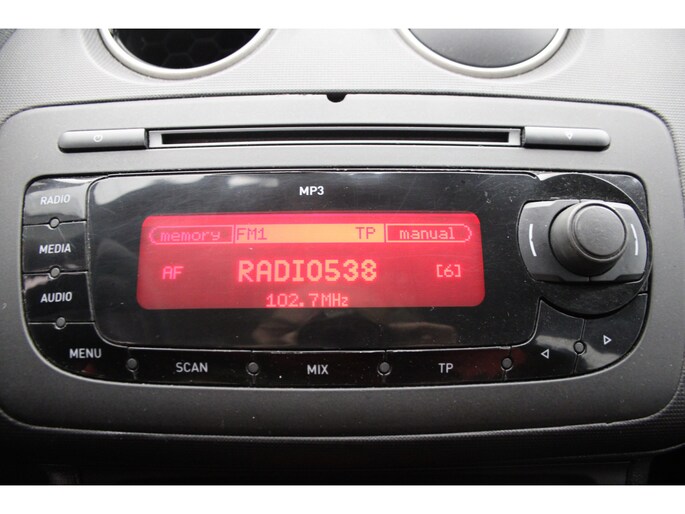 MP3
RADIO
MEDIA
AUDIO
memory FM1 TP manual
AF RADIO538 [6]
102.7MHz
MENU
SCAN
MIX
TP